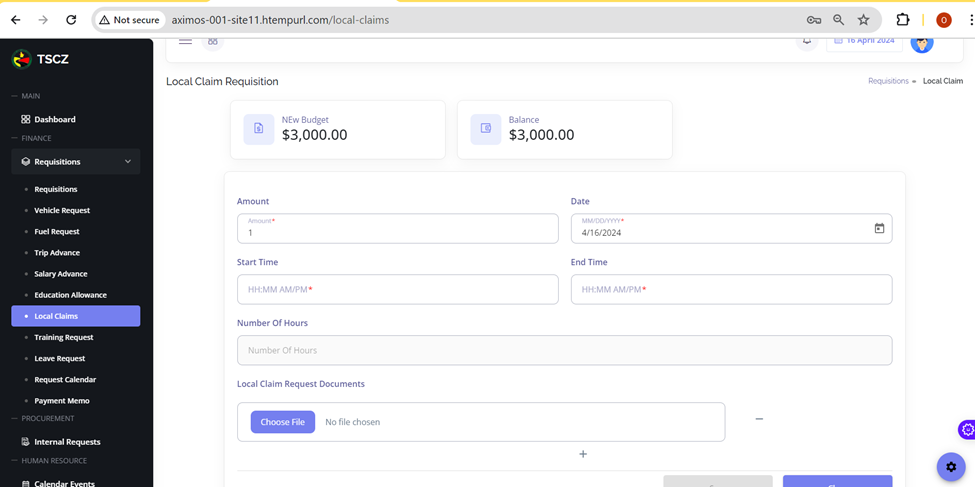 Not secure aximos-001-site11.htempurl.com/local-claims O
TSCZ
16 April 2024
Local Claim Requisition
Requisitions Local Claim
MAIN
Dashboard
FINANCE
Requisitions
Requisitions
Vehicle Request
Fuel Request
Trip Advance
Salary Advance
Education Allowance
Local Claims
Training Request
Leave Request
Request Calendar
Payment Memo
PROCUREMENT
Internal Requests
HUMAN RESOURCE
Calendar Events
NEw Budget
$3,000.00
Balance
$3,000.00
Amount
Amount*
1
Date
MM/DD/YYYY*
4/16/2024
Start Time
HH:MM AM/PM*
End Time
HH:MM AM/PM*
Number Of Hours
Number Of Hours
Local Claim Request Documents
Choose File No file chosen